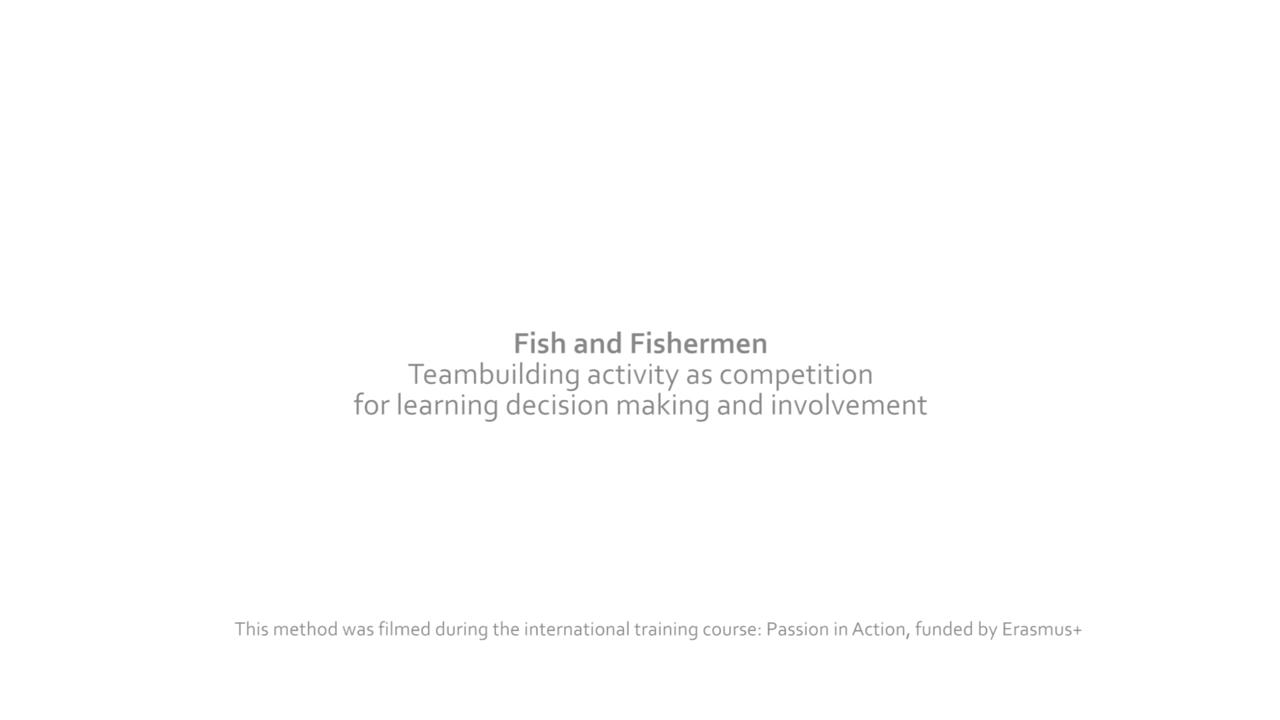 Fish and Fishermen
Teambuilding activity as competition
for learning decision making and involvement
This method was filmed during the international training course: Passion in Action, funded by Erasmus+